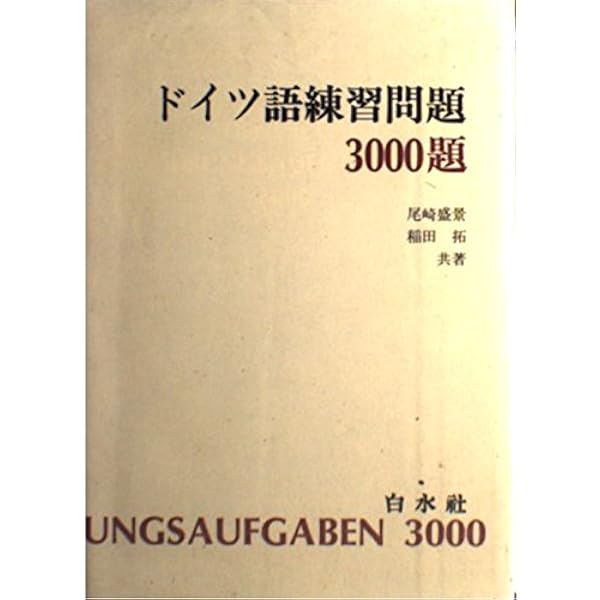 ドイツ語練習問題
3000題
尾崎盛景
稲田 拓
共著
白水社
UNGSAUFGABEN 3000